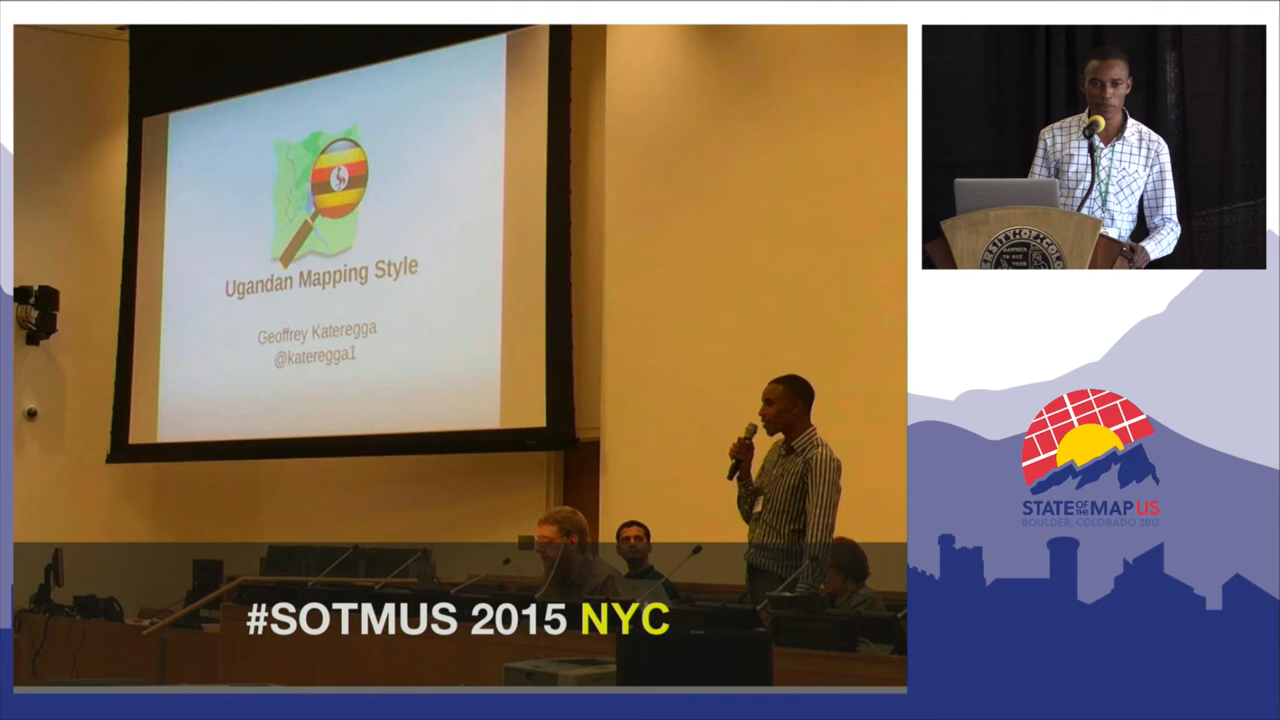 Ugandan Mapping Style
Geoffrey Kateregga
@kateregga1
#SOTMUS 2015 NYC
STATE OF THE MAP US
BOULDER, COLORADO 2017